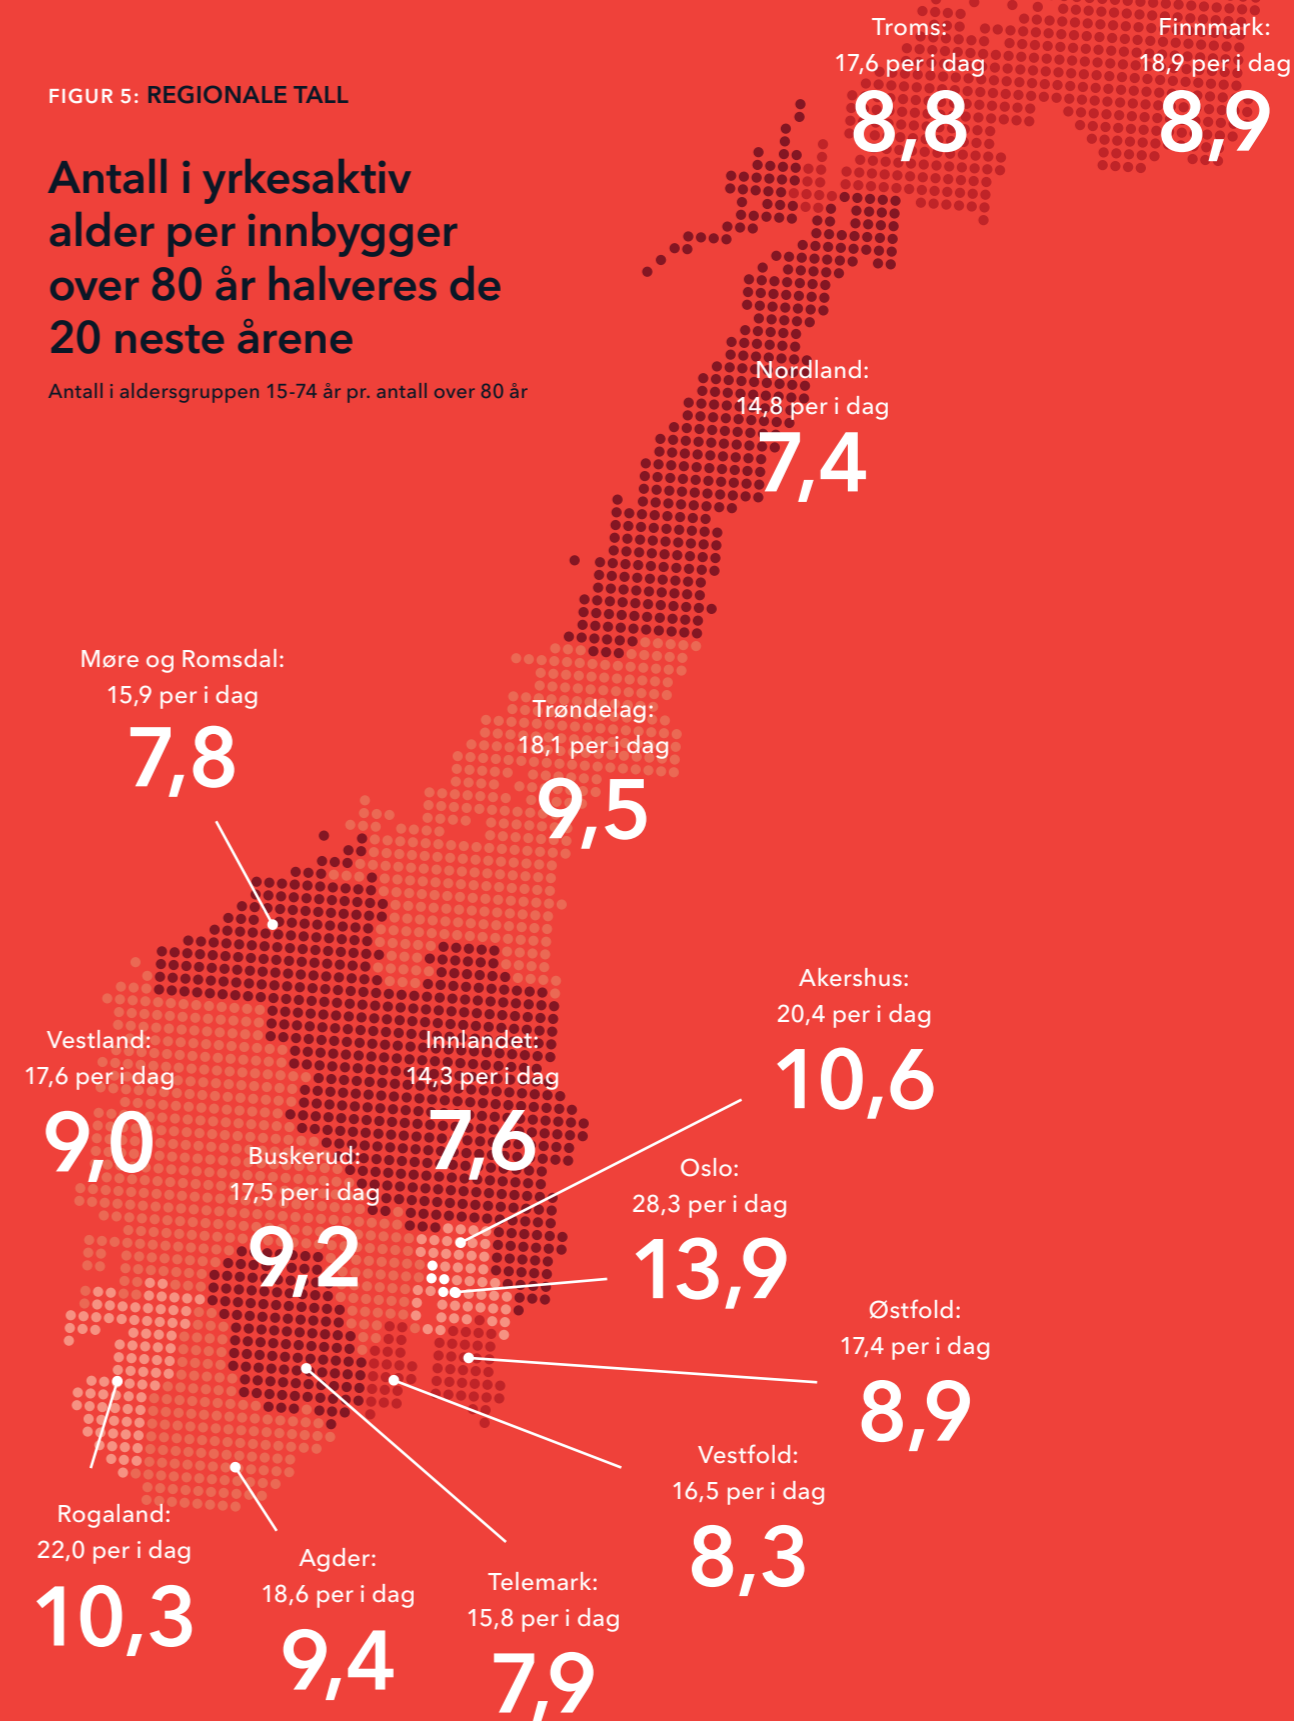 FIGUR 5: REGIONALE TALL
Antall i yrkesaktiv
alder per innbygger
over 80 år halveres de
20 neste årene
Antall i aldersgruppen 15-74 år pr. antall over 80 år
Troms:
17,6 per i dag
8,8
Finnmark:
18,9 per i dag
8,9
Nordland:
14,8 per i dag
7,4
Møre og Romsdal:
15,9 per i dag
7,8
Trøndelag:
18,1 per i dag
9,5
Vestland:
17,6 per i dag
9,0
Innlandet:
14,3 per i dag
7,6
Akershus:
20,4 per i dag
10,6
Buskerud:
17,5 per i dag
9,2
Oslo:
28,3 per i dag
13,9
Østfold:
17,4 per i dag
8,9
Vestfold:
16,5 per i dag
8,3
Rogaland:
22,0 per i dag
10,3
Agder:
18,6 per i dag
9,4
Telemark:
15,8 per i dag
7,9